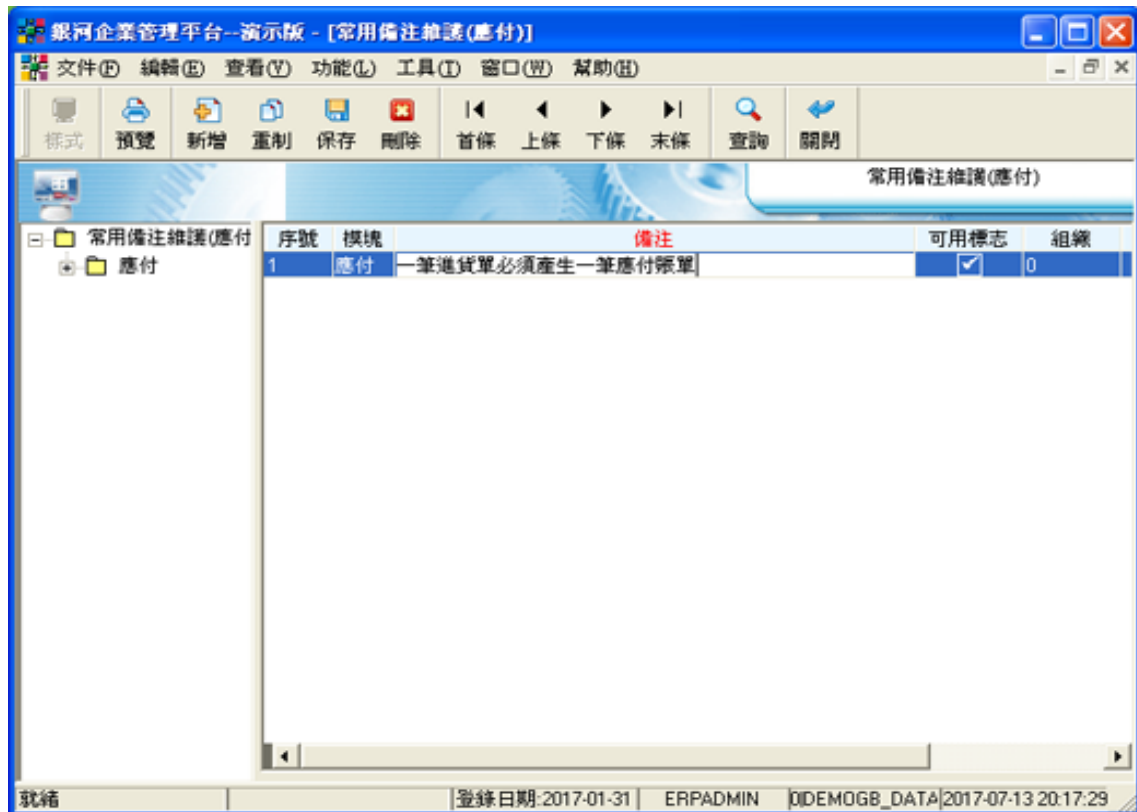 銀河企業管理平台--演示版 - [常用備注維護(應付)]
文件(F) 編輯(E) 查看(V) 功能(L) 工具(T) 窗口(W) 幫助(H)
樣式 預覽 新增 重制 保存 刪除 首條 上條 下條 末條 查詢 關閉
常用備注維護(應付)
常用備注維護(應付
應付
序號 模塊 備注 可用標志 組織
1 應付 一筆進貨單必須產生一筆應付賬單 0
就緒 登錄日期:2017-01-31 ERPADMIN 0|DEMOGB_DATA 2017-07-13 20:17:29